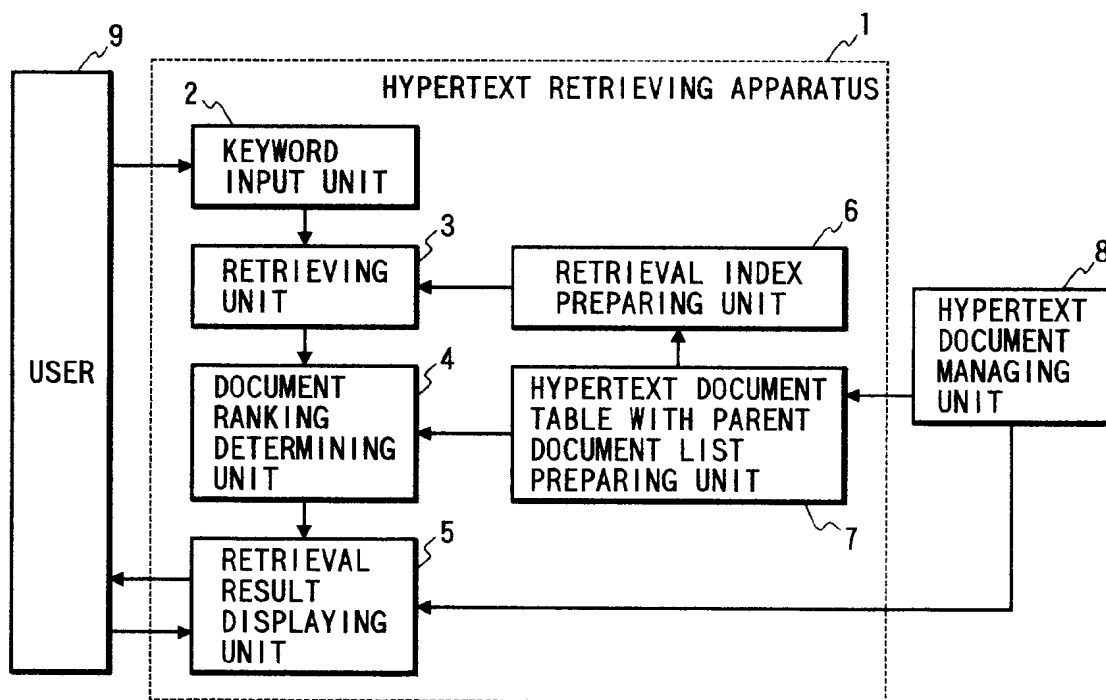 9
1
HYPERTEXT RETRIEVING APPARATUS
2
KEYWORD
INPUT UNIT
3
RETRIEVING
UNIT
6
RETRIEVAL INDEX
PREPARING UNIT
8
HYPERTEXT
DOCUMENT
MANAGING
UNIT
USER
4
DOCUMENT
RANKING
DETERMINING
UNIT
HYPERTEXT DOCUMENT
TABLE WITH PARENT
DOCUMENT LIST
PREPARING UNIT
7
5
RETRIEVAL
RESULT
DISPLAYING
UNIT